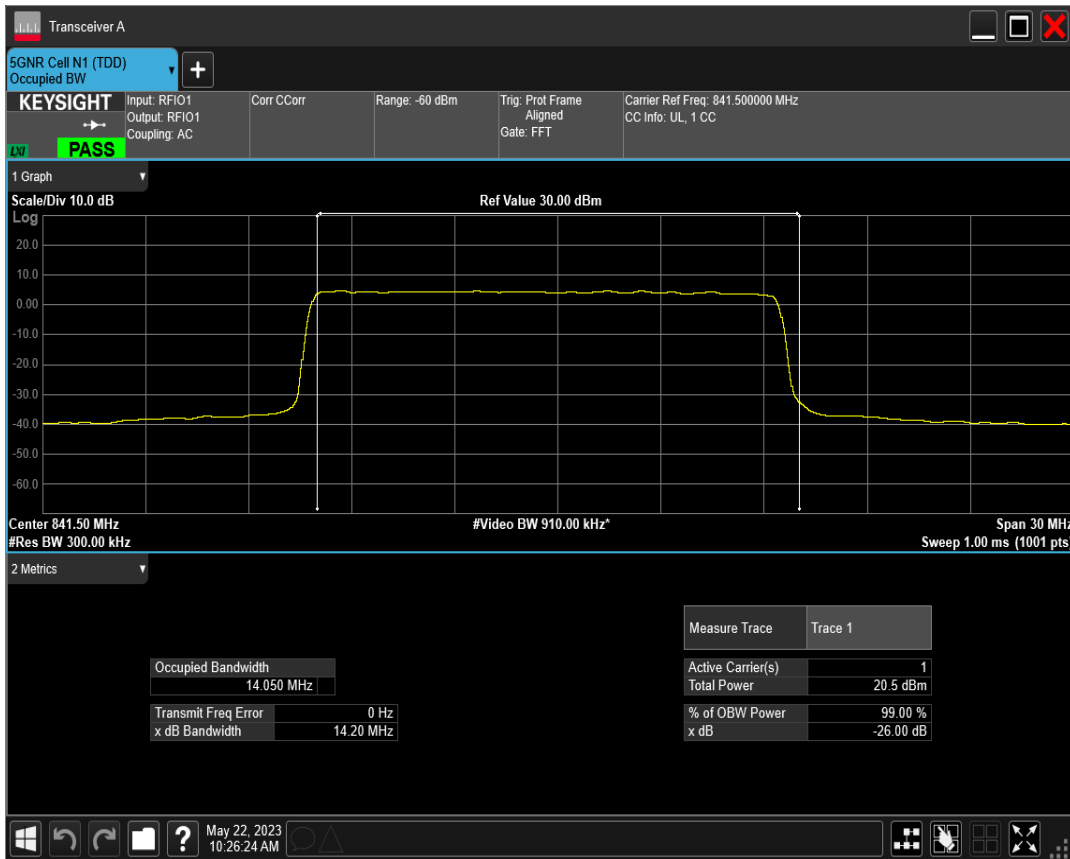 Transceiver A
5GNR Cell N1 (TDD)
Occupied BW
+
KEYSIGHT
LXI
PASS
Input: RFIO1
Output: RFIO1
Coupling: AC
Corr CCorr
Range: -60 dBm
Trig: Prot Frame
Aligned
Gate: FFT
Carrier Ref Freq: 841.500000 MHz
CC Info: UL, 1 CC
1 Graph
Scale/Div 10.0 dB
Ref Value 30.00 dBm
Log
20.0
10.0
0.00
-10.0
-20.0
-30.0
-40.0
-50.0
-60.0
Center 841.50 MHz
#Video BW 910.00 kHz*
Span 30 MHz
#Res BW 300.00 kHz
Sweep 1.00 ms (1001 pts)
2 Metrics
Measure Trace Trace 1
Occupied Bandwidth
14.050 MHz
Active Carrier(s) 1
Total Power 20.5 dBm
Transmit Freq Error 0 Hz
x dB Bandwidth 14.20 MHz
% of OBW Power 99.00 %
x dB -26.00 dB
?
May 22, 2023
10:26:24 AM